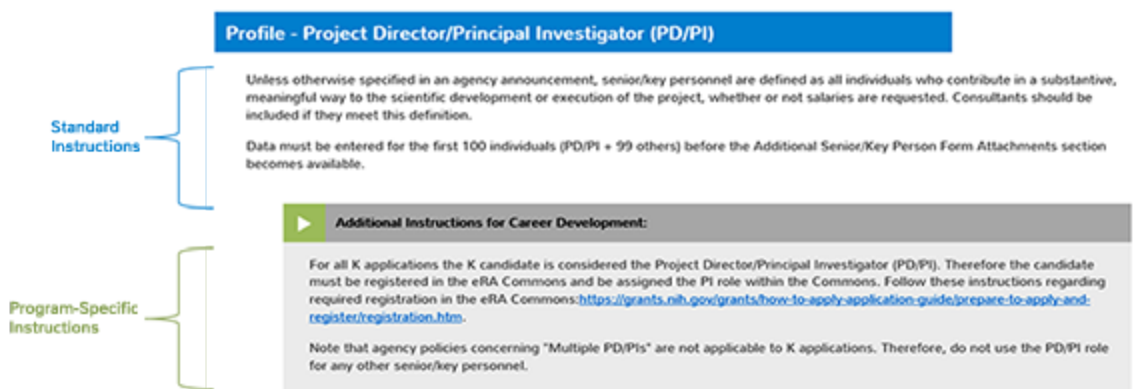 Profile - Project Director/Principal Investigator (PD/PI)
Unless otherwise specified in an agency announcement, senior/key personnel are defined as all individuals who contribute in a substantive,
meaningful way to the scientific development or execution of the project, whether or not salaries are requested. Consultants should be
included if they meet this definition.
Data must be entered for the first 100 individuals (PD/PI + 99 others) before the Additional Senior/Key Person Form Attachments section
becomes available.
Standard
Instructions
Additional Instructions for Career Development:
For all K applications the K candidate is considered the Project Director/Principal Investigator (PD/PI). Therefore the candidate
must be registered in the eRA Commons and be assigned the PI role within the Commons. Follow these instructions regarding
required registration in the eRA Commons:https://grants.nih.gov/grants/how-to-apply-application-guide/prepare-to-apply-and-
register/registration.htm.
Note that agency policies concerning "Multiple PD/PIs" are not applicable to K applications. Therefore, do not use the PD/PI role
for any other senior/key personnel.
Program-Specific
Instructions